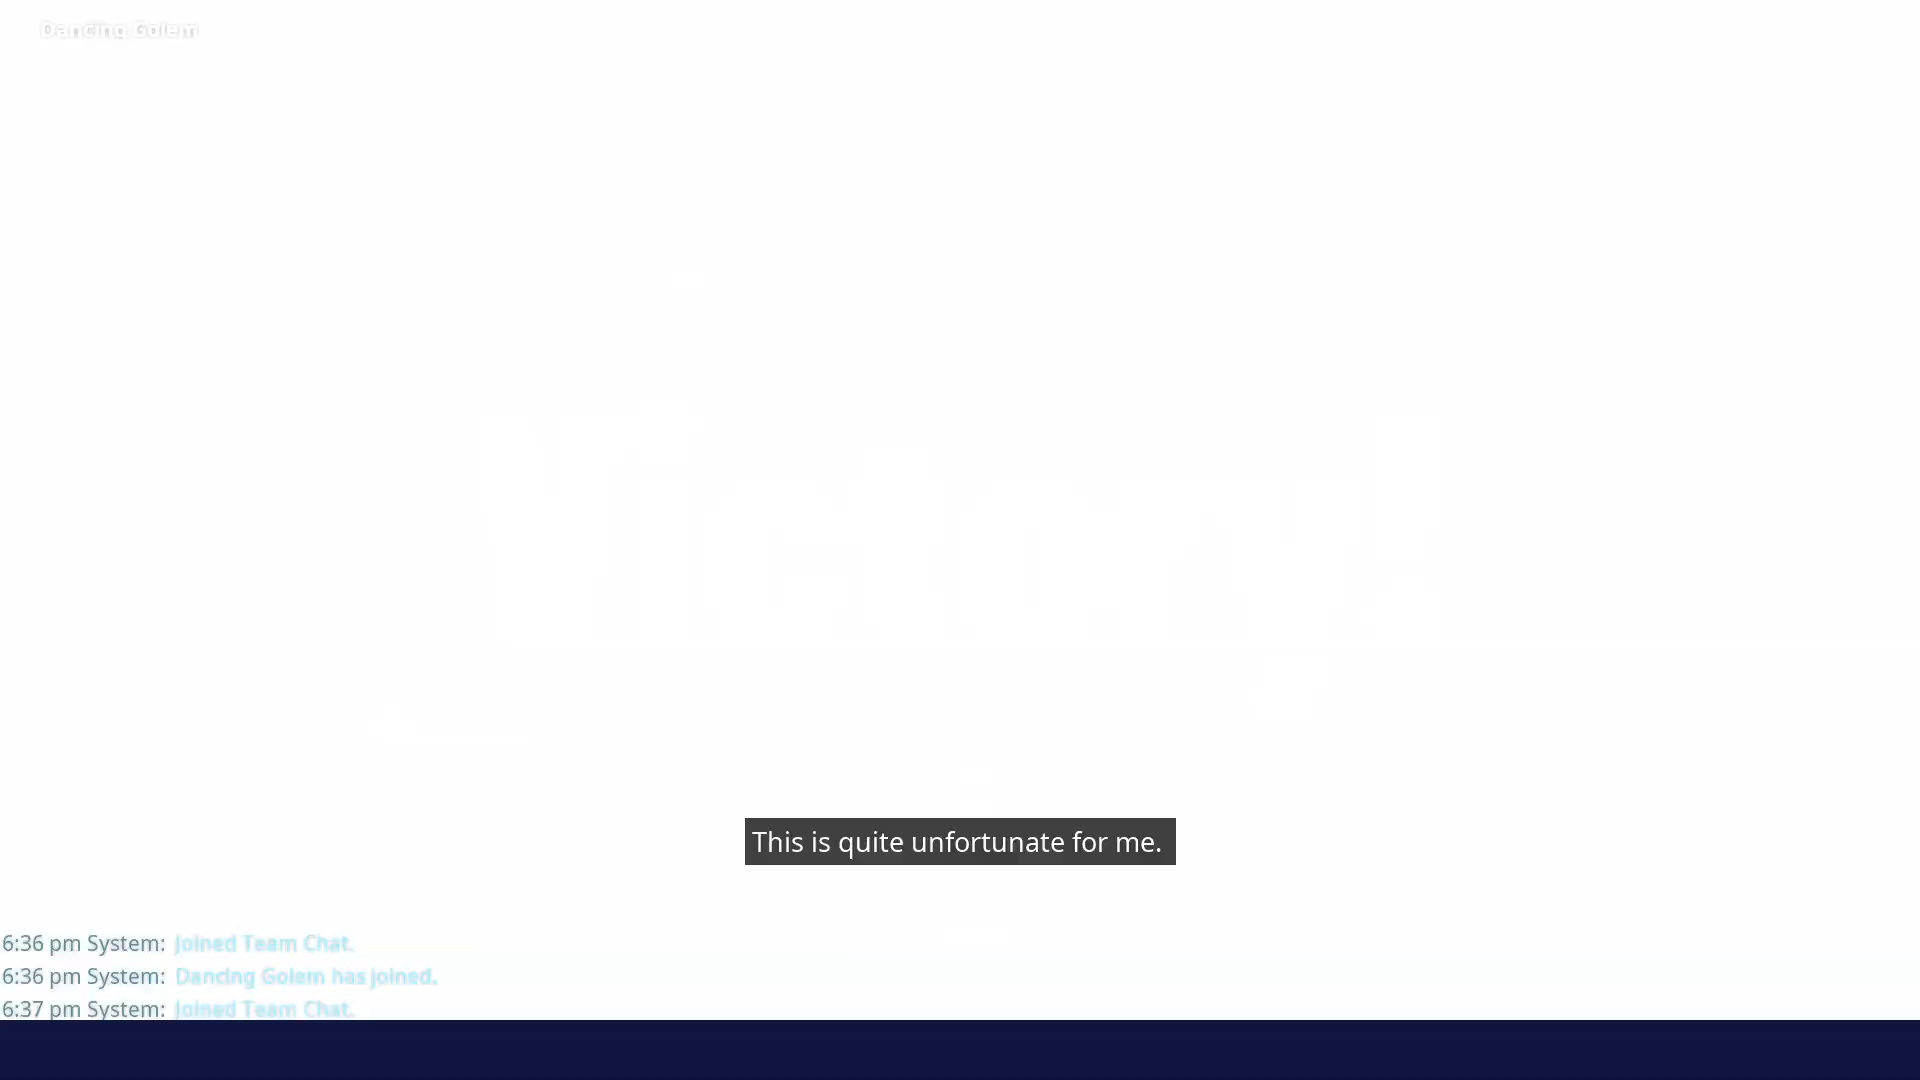 Dancing Golem
This is quite unfortunate for me.
6:36 pm System: Joined Team Chat.
6:36 pm System: Dancing Golem has joined.
6:37 pm System: Joined Team Chat.